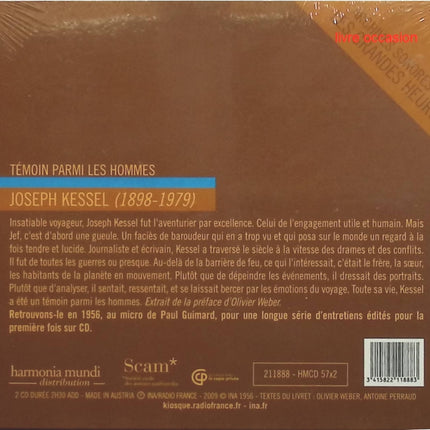 livre occasion
LES GRANDES HEUR
TÉMOIN PARMI LES HOMMES
JOSEPH KESSEL (1898-1979)
Insatiable voyageur, Joseph Kessel fut l'aventurier par excellence. Celui de l'engagement utile et humain. Mais
Jef, c'est d'abord une gueule. Un faciès de baroudeur qui en a trop vu et qui posa sur le monde un regard à la
fois tendre et lucide. Journaliste et écrivain, Kessel a traversé le siècle à la vitesse des drames et des conflits.
Il fut de toutes les guerres ou presque. Au-delà de la barrière de feu, ce qui l'intéressait, c'était le frère, la sœur,
les habitants de la planète en mouvement. Plutôt que de dépeindre les événements, il dressait des portraits.
Plutôt que d'analyser, il sentait, ressentait, et se laissait bercer par les émotions du voyage. Toute sa vie, Kessel
a été un témoin parmi les hommes. Extrait de la préface d'Olivier Weber.
Retrouvons-le en 1956, au micro de Paul Guimard, pour une longue série d'entretiens édités pour la
première fois sur CD.
harmonia mundi
distribution
Scam*
la copie privée
211888 - HMCD 57x2
3 415822 118883
2 CD DURÉE 2H30 ADD - MADE IN AUSTRIA ℗ INA/RADIO FRANCE - 2009 © INA 1956 - TEXTES DU LIVRET : OLIVIER WEBER, ANTOINE PERRAUD
kiosque.radiofrance.fr - ina.fr